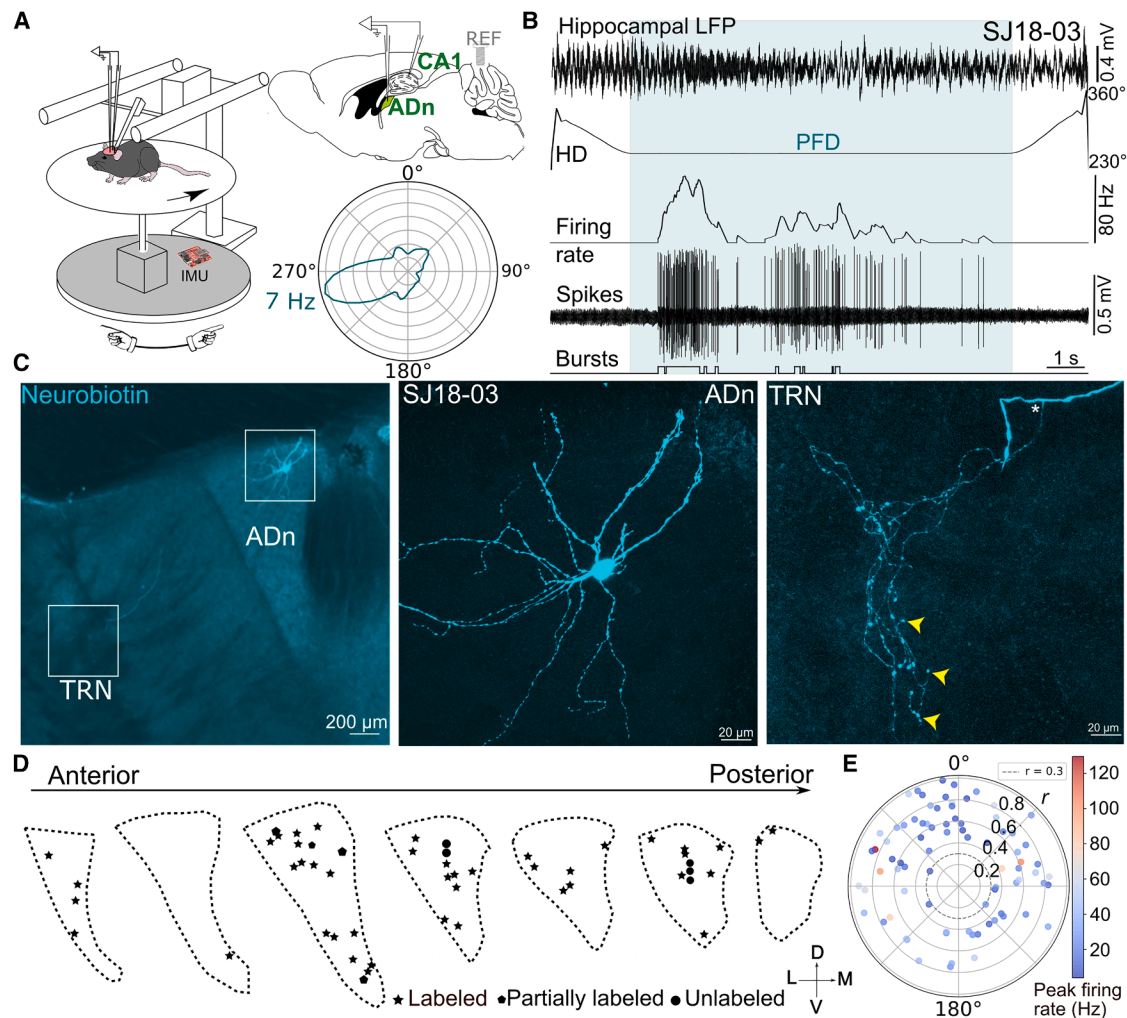 A
REF
CA1
ADn
IMU
0°
270°
90°
7 Hz
180°
B
Hippocampal LFP
SJ18-03
0.4 mV
360°
HD
PFD
230°
Firing
rate
80 Hz
Spikes
0.5 mV
Bursts
1 s
C
Neurobiotin
ADn
TRN
200 µm
SJ18-03
ADn
20 µm
TRN
*
20 µm
D
Anterior
Posterior
Labeled
Partially labeled
Unlabeled
D
L
M
V
E
0°
r = 0.3
r
0.8
0.6
0.4
0.2
180°
120
100
80
60
40
20
Peak firing
rate (Hz)